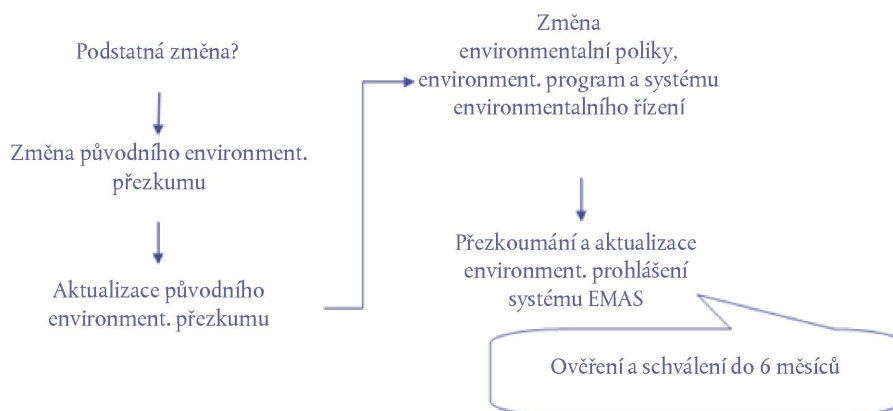 Podstatná změna?
Změna původního environment.
přezkumu
Aktualizace původního
environment. přezkumu
Změna
environmentalní poliky,
environment. program a systému
environmentalního řízení
Přezkoumání a aktualizace
environment. prohlášení
systému EMAS
Ověření a schválení do 6 měsíců